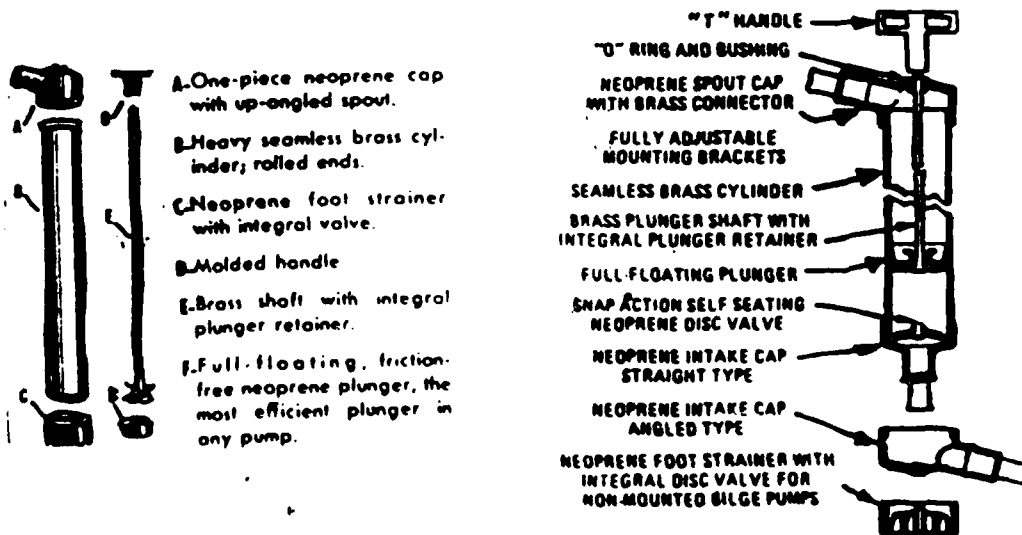 A-One-piece neoprene cap
with up-angled spout.
B-Heavy seamless brass cyl-
inder; rolled ends.
C-Neoprene foot strainer
with integral valve.
D-Molded handle
E-Brass shaft with integral
plunger retainer.
F-Full-floating, friction-
free neoprene plunger, the
most efficient plunger in
any pump.
A
B
C
D
E
"T" HANDLE
"O" RING AND BUSHING
NEOPRENE SPOUT CAP
WITH BRASS CONNECTOR
FULLY ADJUSTABLE
MOUNTING BRACKETS
SEAMLESS BRASS CYLINDER
BRASS PLUNGER SHAFT WITH
INTEGRAL PLUNGER RETAINER
FULL-FLOATING PLUNGER
SNAP ACTION SELF SEATING
NEOPRENE DISC VALVE
NEOPRENE INTAKE CAP
STRAIGHT TYPE
NEOPRENE INTAKE CAP
ANGLED TYPE
NEOPRENE FOOT STRAINER WITH
INTEGRAL DISC VALVE FOR
NON-MOUNTED BILGE PUMPS